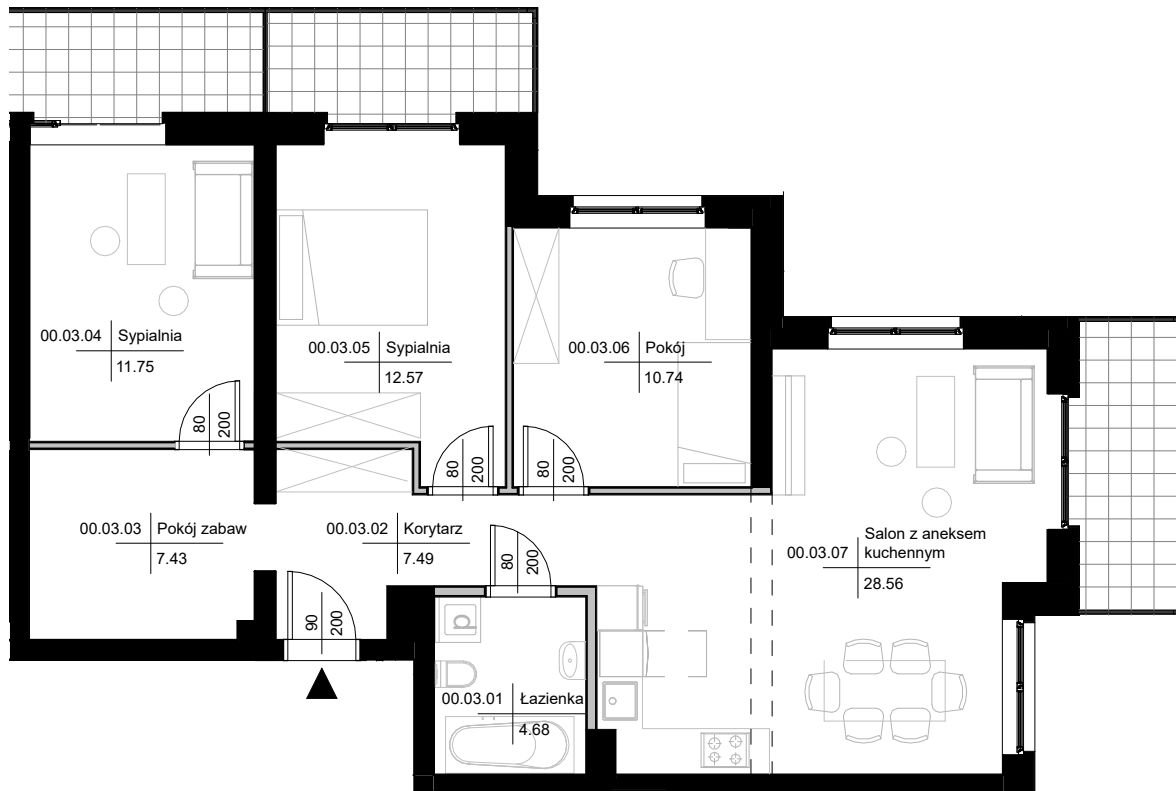 00.03.04 Sypialnia
11.75
00.03.05 Sypialnia
12.57
00.03.06 Pokój
10.74
80
200
80
200
80
200
00.03.03 Pokój zabaw
7.43
00.03.02 Korytarz
7.49
00.03.07 Salon z aneksem
kuchennym
28.56
80
200
90
200
00.03.01 Łazienka
4.68